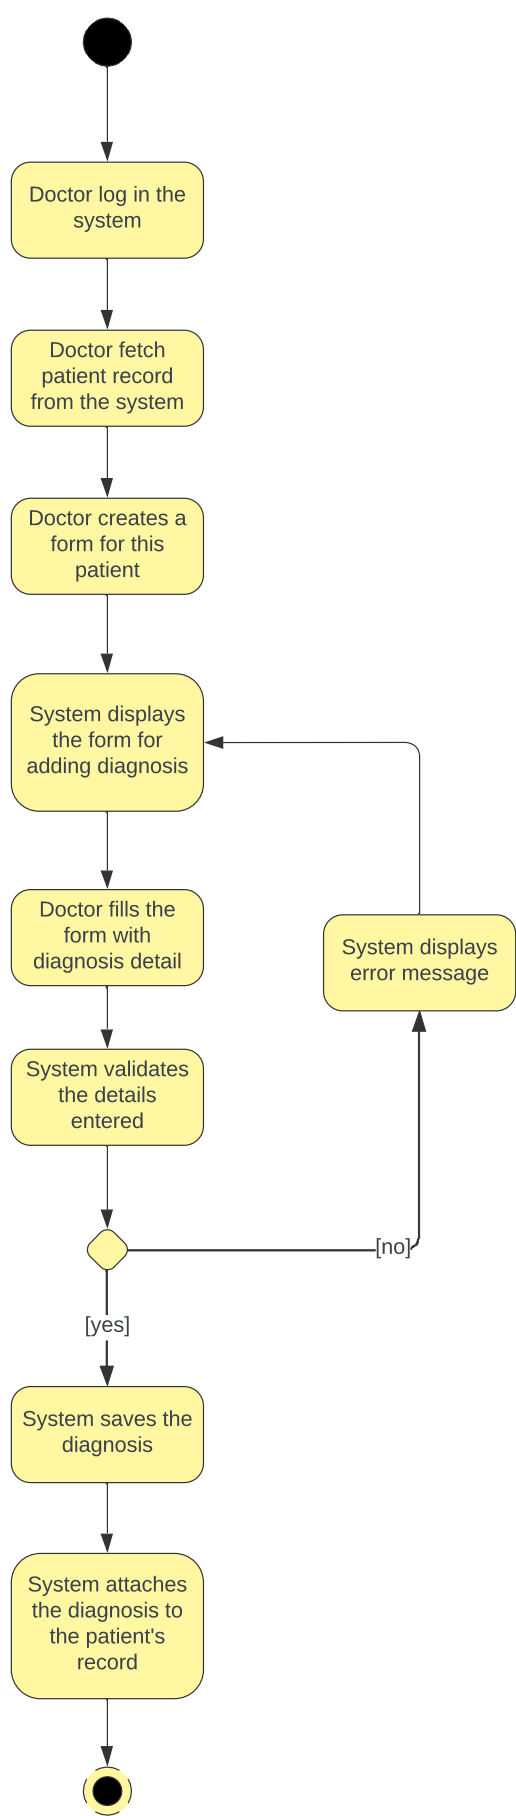 Doctor log in the
system
Doctor fetch
patient record
from the system
Doctor creates a
form for this
patient
System displays
the form for
adding diagnosis
Doctor fills the
form with
diagnosis detail
System displays
error message
System validates
the details
entered
[no]
[yes]
System saves the
diagnosis
System attaches
the diagnosis to
the patient's
record